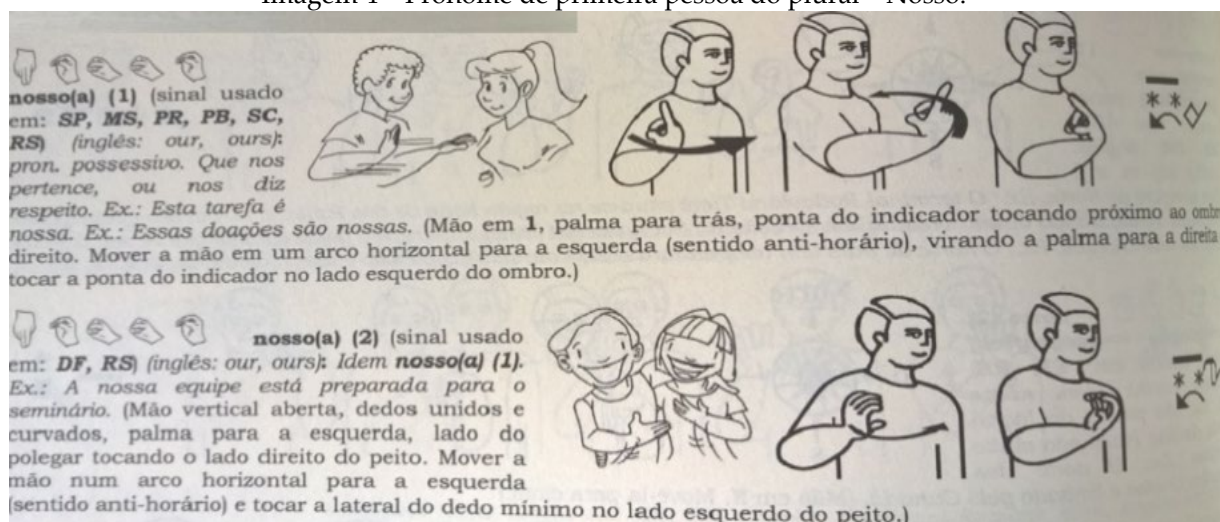 Imagem 1 - Pronome de primeira pessoa do plural - Nosso.
nosso(a) (1) (sinal usado
em: SP, MS, PR, PB, SC,
RS) (inglês: our, ours):
pron. possessivo. Que nos
pertence, ou nos diz
respeito. Ex.: Esta tarefa é
nossa. Ex.: Essas doações são nossas. (Mão em 1, palma para trás, ponta do indicador tocando próximo ao ombro
direito. Mover a mão em um arco horizontal para a esquerda (sentido anti-horário), virando a palma para a direita
tocar a ponta do indicador no lado esquerdo do ombro.)
nosso(a) (2) (sinal usado
em: DF, RS) (inglês: our, ours): Idem nosso(a) (1).
Ex.: A nossa equipe está preparada para o
seminário. (Mão vertical aberta, dedos unidos e
curvados, palma para a esquerda, lado do
polegar tocando o lado direito do peito. Mover a
mão num arco horizontal para a esquerda
(sentido anti-horário) e tocar a lateral do dedo mínimo no lado esquerdo do peito.)